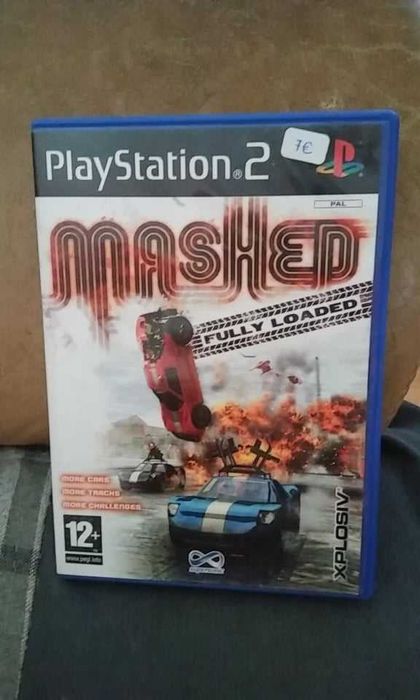 PlayStation®2
7€
PAL
MASHED
FULLY LOADED
MORE CARS
MORE TRACKS
MORE CHALLENGES
12+
www.pegi.info
XPLOSIV